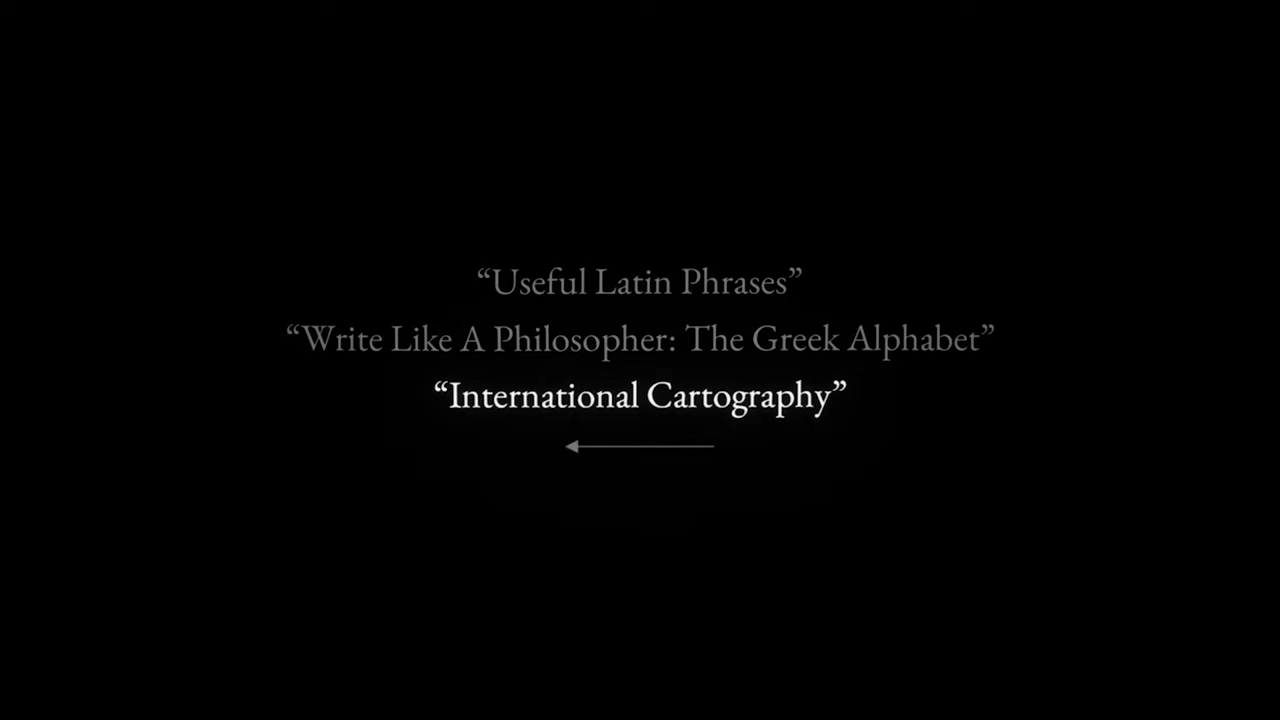 “Useful Latin Phrases”
“Write Like A Philosopher: The Greek Alphabet”
“International Cartography”